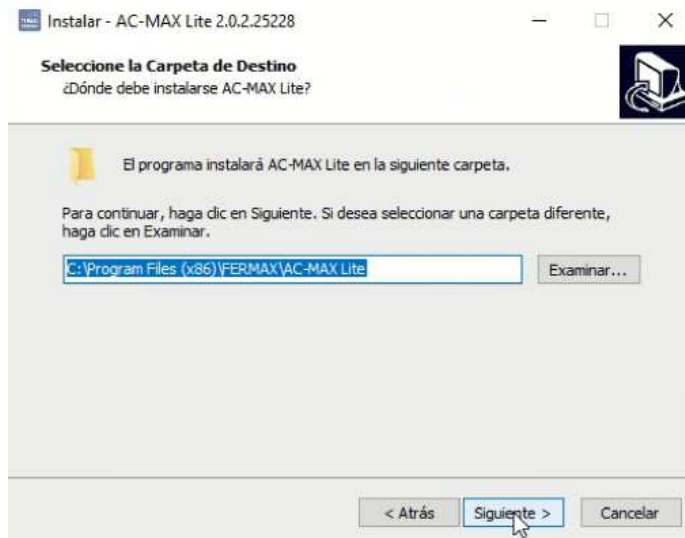 Instalar - AC-MAX Lite 2.0.2.25228
Seleccione la Carpeta de Destino
¿Dónde debe instalarse AC-MAX Lite?
El programa instalará AC-MAX Lite en la siguiente carpeta.
Para continuar, haga clic en Siguiente. Si desea seleccionar una carpeta diferente,
haga clic en Examinar.
C:\Program Files (x86)\FERMAX\AC-MAX Lite
Examinar...
< Atrás
Siguiente >
Cancelar